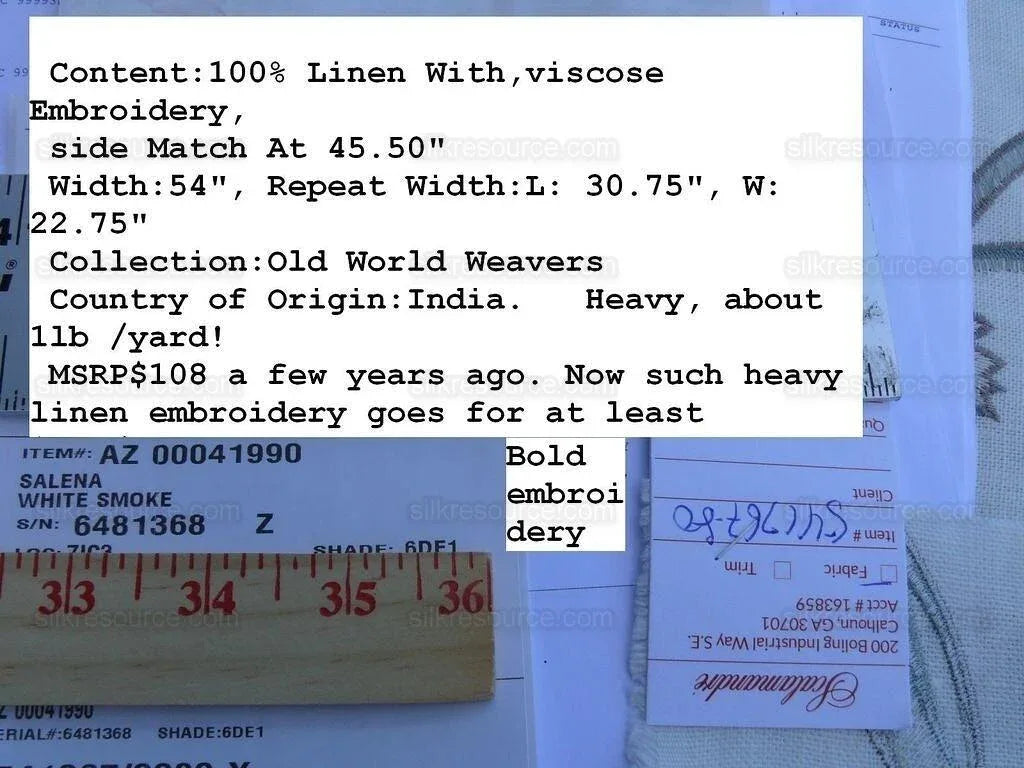 STATUS
Content:100% Linen With,viscose
Embroidery,
side Match At 45.50"
Width:54", Repeat Width:L: 30.75", W:
22.75"
Collection:Old World Weavers
Country of Origin:India.   Heavy, about
1lb /yard!
MSRP$108 a few years ago. Now such heavy
linen embroidery goes for at least
Bold
embroi
dery
ITEM#: AZ 00041990
SALENA
WHITE SMOKE
S/N: 6481368 Z
LOC: 7IC3 SHADE: 6DE1
33 34 35 36
Z 00041990
ERIAL#:6481368 SHADE:6DE1
Scalamandré
200 Boling Industrial Way S.E.
Calhoun, GA 30701
Acct # 163859
Fabric Trim
Item #
Client
silkresource.com